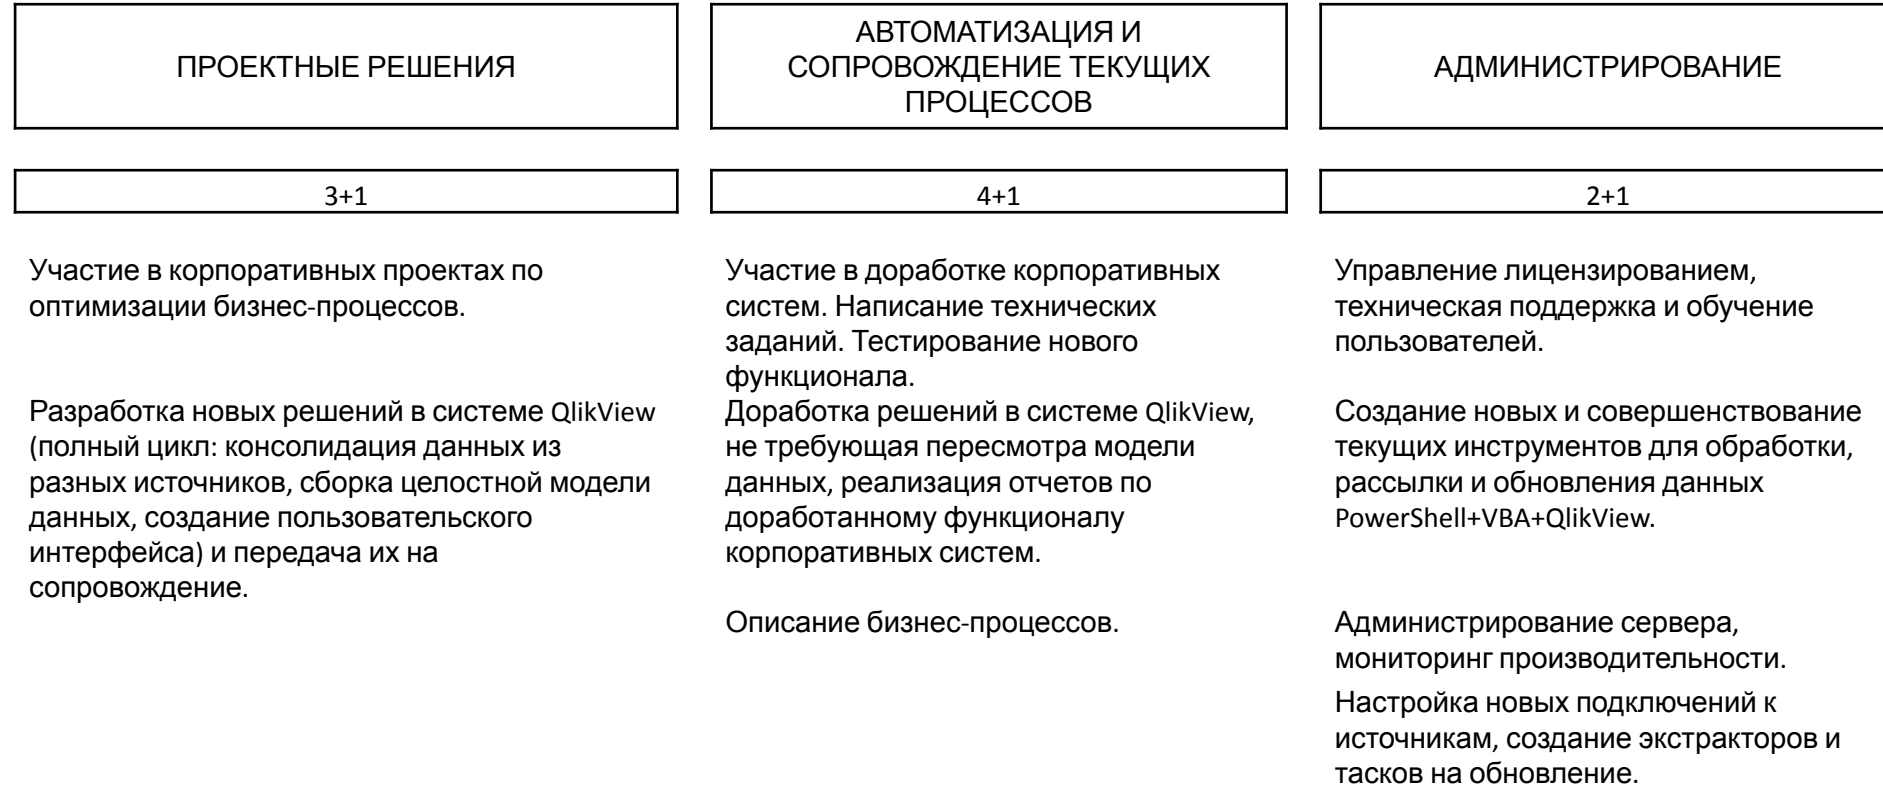 ПРОЕКТНЫЕ РЕШЕНИЯ
АВТОМАТИЗАЦИЯ И
СОПРОВОЖДЕНИЕ ТЕКУЩИХ
ПРОЦЕССОВ
АДМИНИСТРИРОВАНИЕ
3+1
4+1
2+1
Участие в корпоративных проектах по
оптимизации бизнес-процессов.
Участие в доработке корпоративных
систем. Написание технических
заданий. Тестирование нового
функционала.
Управление лицензированием,
техническая поддержка и обучение
пользователей.
Разработка новых решений в системе QlikView
(полный цикл: консолидация данных из
разных источников, сборка целостной модели
данных, создание пользовательского
интерфейса) и передача их на
сопровождение.
Доработка решений в системе QlikView,
не требующая пересмотра модели
данных, реализация отчетов по
доработанному функционалу
корпоративных систем.
Создание новых и совершенствование
текущих инструментов для обработки,
рассылки и обновления данных
PowerShell+VBA+QlikView.
Описание бизнес-процессов.
Администрирование сервера,
мониторинг производительности.
Настройка новых подключений к
источникам, создание экстракторов и
тасков на обновление.